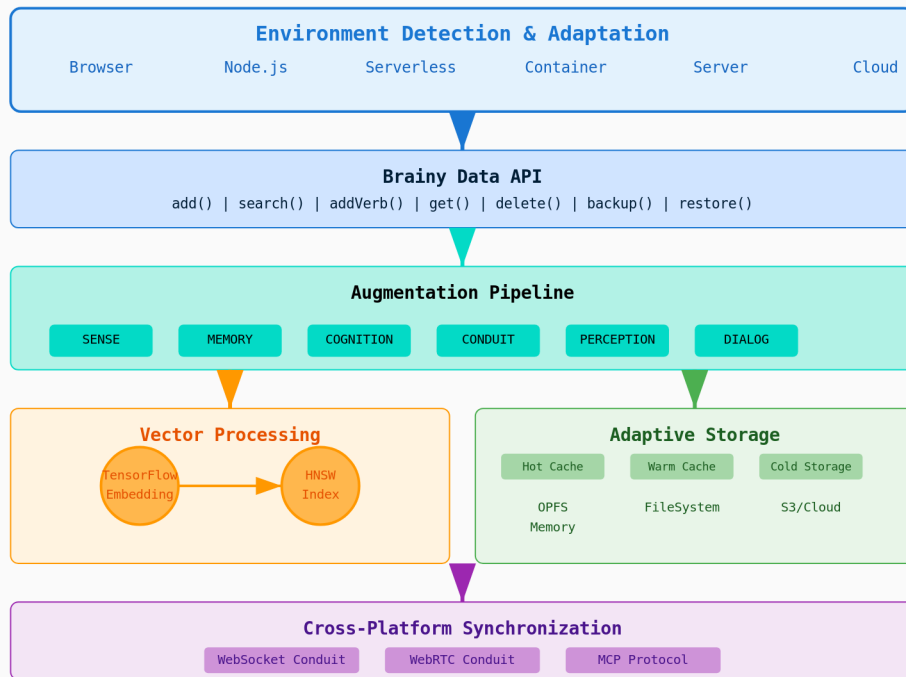 Environment Detection & Adaptation
Browser Node.js Serverless Container Server Cloud
Brainy Data API
add() | search() | addVerb() | get() | delete() | backup() | restore()
Augmentation Pipeline
SENSE MEMORY COGNITION CONDUIT PERCEPTION DIALOG
Vector Processing
TensorFlow
Embedding
HNSW
Index
Adaptive Storage
Hot Cache Warm Cache Cold Storage
OPFS FileSystem S3/Cloud
Memory
Cross-Platform Synchronization
WebSocket Conduit WebRTC Conduit MCP Protocol